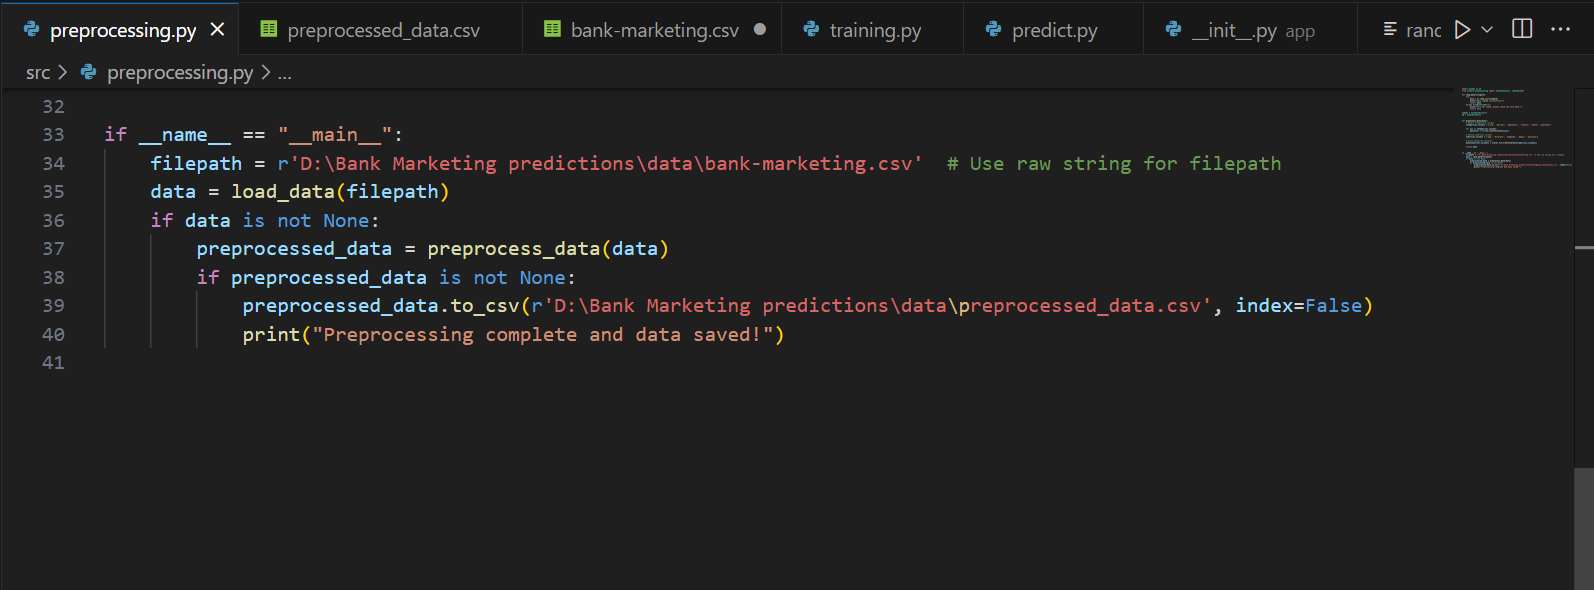 preprocessing.py preprocessed_data.csv bank-marketing.csv training.py predict.py __init__.py app ranc
src > preprocessing.py > ...
32
33 if __name__ == "__main__":
34 filepath = r'D:\Bank Marketing predictions\data\bank-marketing.csv' # Use raw string for filepath
35 data = load_data(filepath)
36 if data is not None:
37 preprocessed_data = preprocess_data(data)
38 if preprocessed_data is not None:
39 preprocessed_data.to_csv(r'D:\Bank Marketing predictions\data\preprocessed_data.csv', index=False)
40 print("Preprocessing complete and data saved!")
41